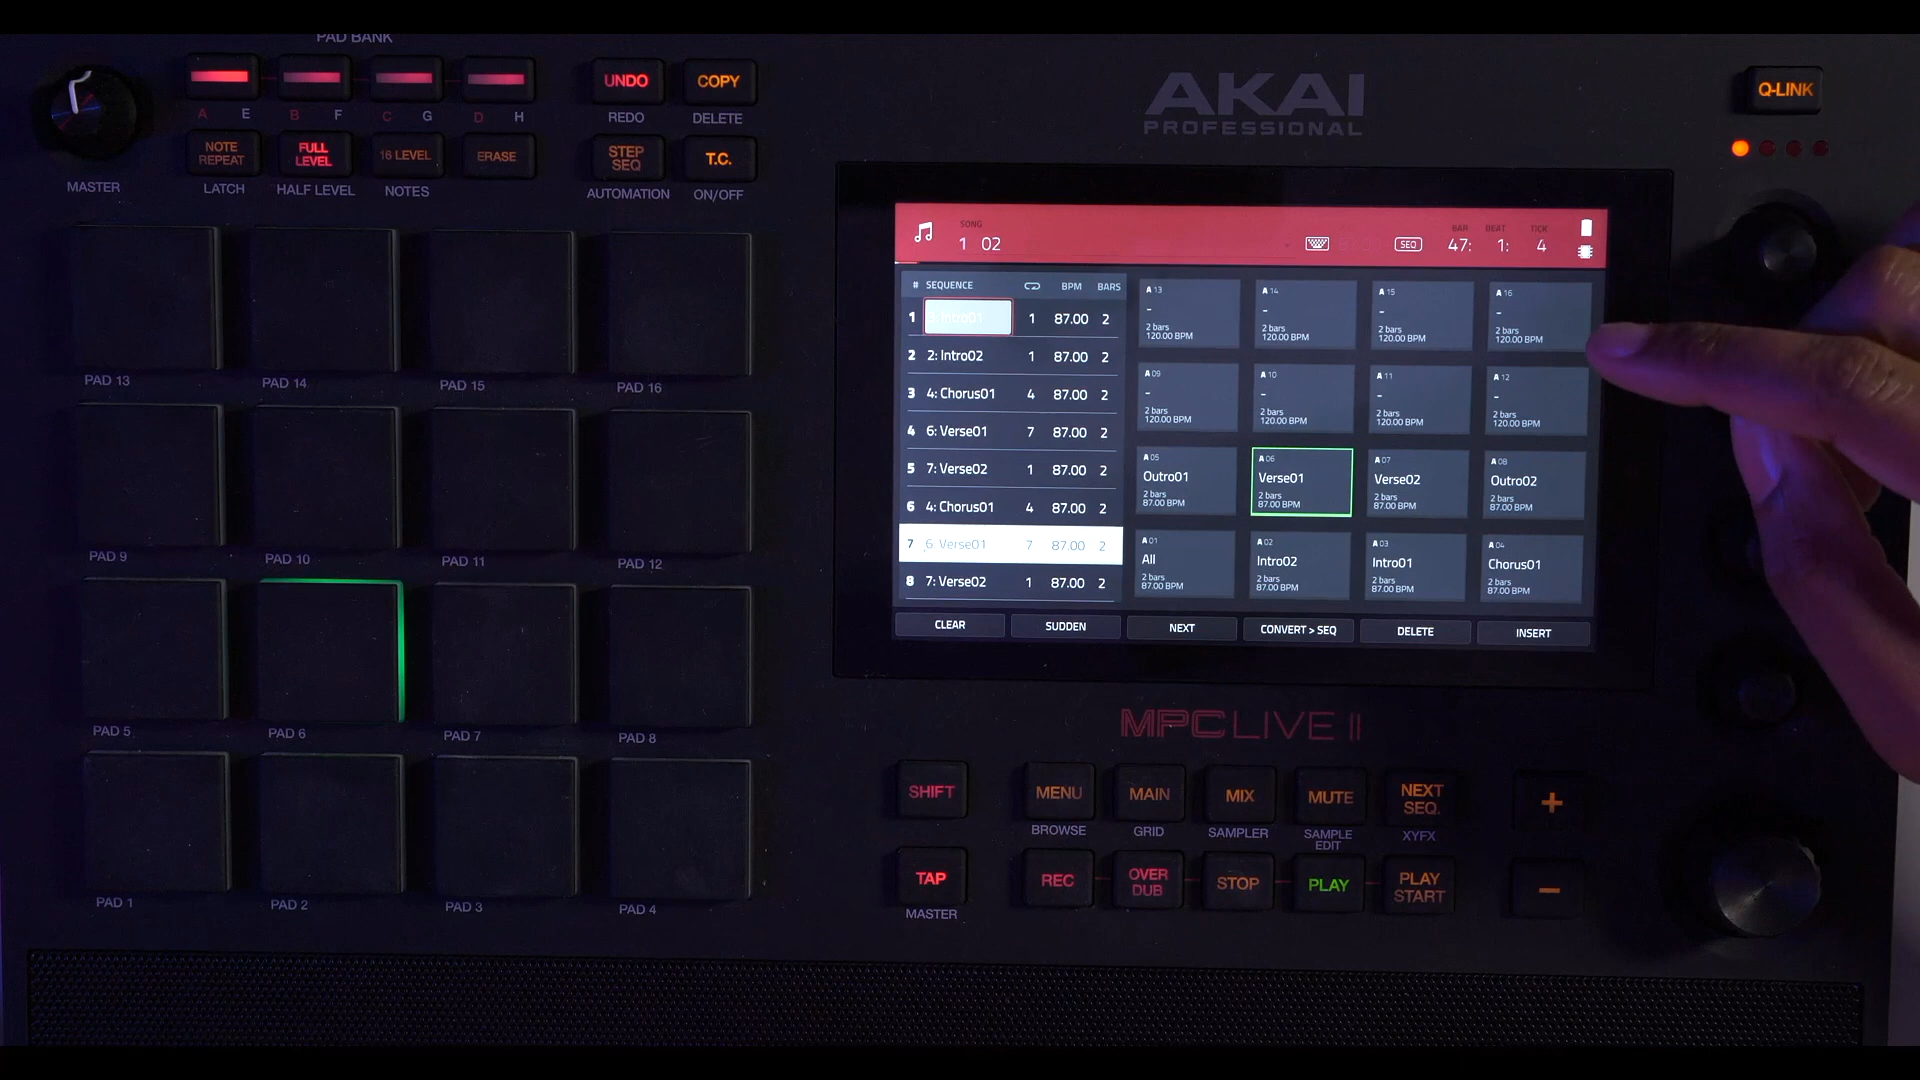 PAD BANK
A E B F C G D H
UNDO COPY
REDO DELETE
NOTE REPEAT
FULL LEVEL
16 LEVEL
ERASE
STEP SEQ
T.C.
MASTER
LATCH HALF LEVEL NOTES
AUTOMATION ON/OFF
AKAI
PROFESSIONAL
Q-LINK
PAD 13 PAD 14 PAD 15 PAD 16
PAD 9 PAD 10 PAD 11 PAD 12
PAD 5 PAD 6 PAD 7 PAD 8
PAD 1 PAD 2 PAD 3 PAD 4
SONG
1 02
SEQ
BAR BEAT TICK
47: 1: 4
# SEQUENCE BPM BARS
1 3: Intro01 1 87.00 2
2 2: Intro02 1 87.00 2
3 4: Chorus01 4 87.00 2
4 6: Verse01 7 87.00 2
5 7: Verse02 1 87.00 2
6 4: Chorus01 4 87.00 2
7 6 Verse01 7 87.00 2
8 7: Verse02 1 87.00 2
A 13
-
2 bars
120.00 BPM
A 14
-
2 bars
120.00 BPM
A 15
-
2 bars
120.00 BPM
A 16
-
2 bars
120.00 BPM
A 09
-
2 bars
120.00 BPM
A 10
-
2 bars
120.00 BPM
A 11
-
2 bars
120.00 BPM
A 12
-
2 bars
120.00 BPM
A 05
Outro01
2 bars
87.00 BPM
A 06
Verse01
2 bars
87.00 BPM
A 07
Verse02
2 bars
87.00 BPM
A 08
Outro02
2 bars
87.00 BPM
A 01
All
2 bars
87.00 BPM
A 02
Intro02
2 bars
87.00 BPM
A 03
Intro01
2 bars
87.00 BPM
A 04
Chorus01
2 bars
87.00 BPM
CLEAR SUDDEN NEXT CONVERT > SEQ DELETE INSERT
MPC LIVE II
SHIFT MENU MAIN MIX MUTE
NEXT
SEQ.
+
BROWSE GRID SAMPLER
SAMPLE
EDIT
XYFX
TAP REC
OVER
DUB
STOP PLAY
PLAY
START
−
MASTER